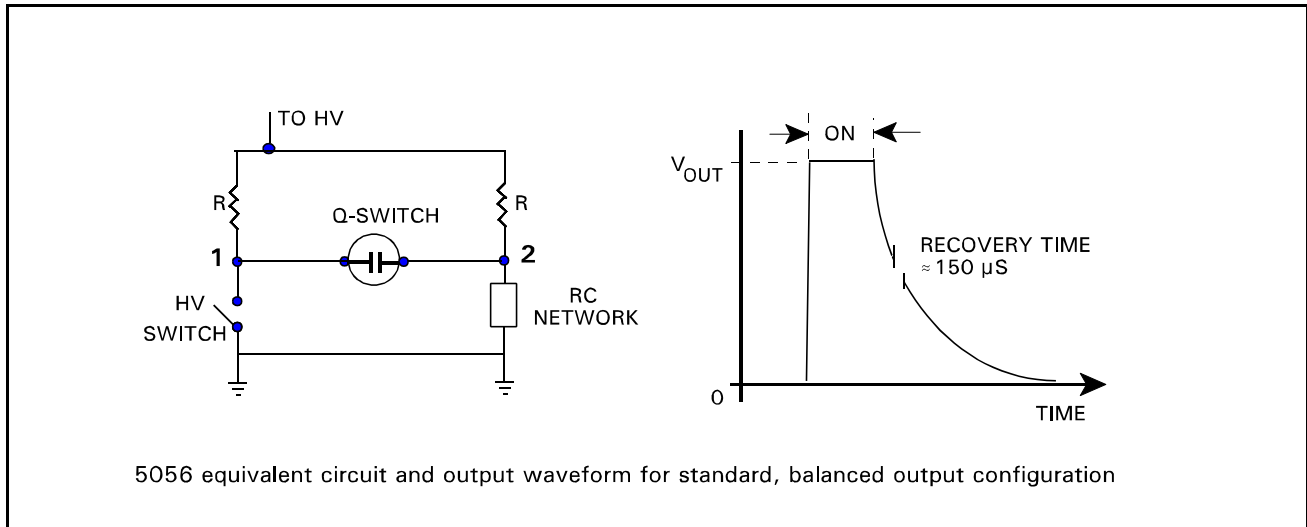 TO HV
R
Q-SWITCH
R
1
2
HV
SWITCH
RC
NETWORK
ON
VOUT
RECOVERY TIME
≈ 150 µS
0
TIME
5056 equivalent circuit and output waveform for standard, balanced output configuration